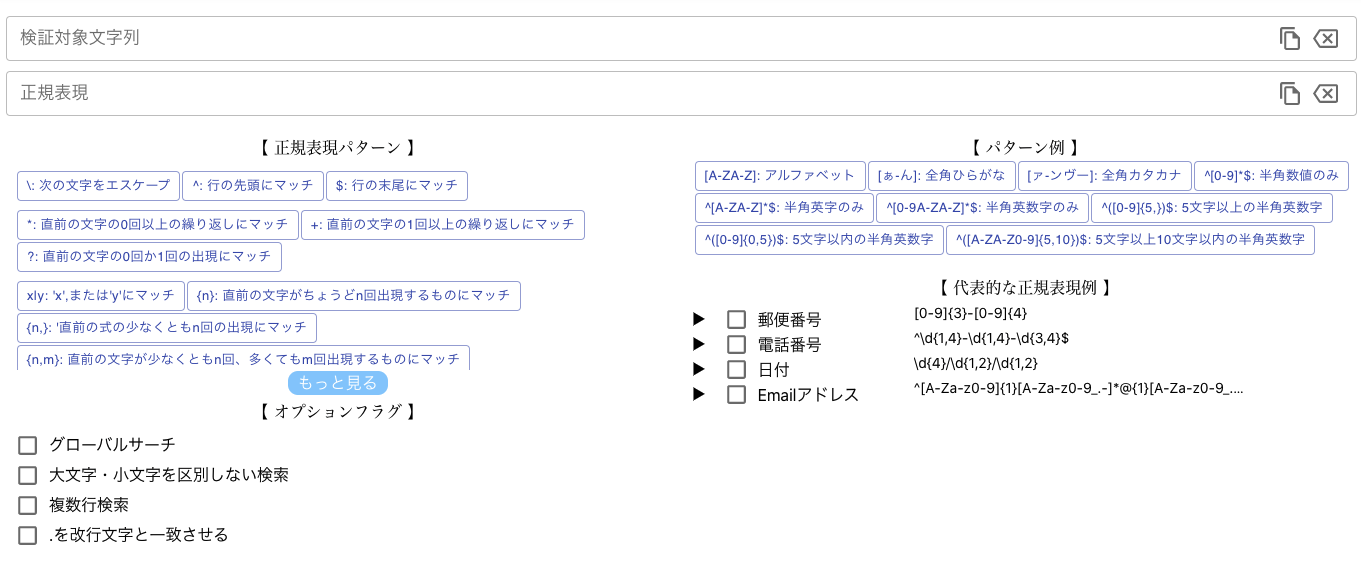 検証対象文字列
正規表現
【 正規表現パターン 】
\: 次の文字をエスケープ ^: 行の先頭にマッチ $: 行の末尾にマッチ
*: 直前の文字の0回以上の繰り返しにマッチ +: 直前の文字の1回以上の繰り返しにマッチ
?: 直前の文字の0回か1回の出現にマッチ
x|y: 'x',または'y'にマッチ {n}: 直前の文字がちょうどn回出現するものにマッチ
{n,}: '直前の式の少なくともn回の出現にマッチ
{n,m}: 直前の文字が少なくともn回、多くてもm回出現するものにマッチ
もっと見る
【 オプションフラグ 】
グローバルサーチ
大文字・小文字を区別しない検索
複数行検索
.を改行文字と一致させる
【 パターン例 】
[A-ZA-Z]: アルファベット [ぁ-ん]: 全角ひらがな [ァ-ンヴー]: 全角カタカナ ^[0-9]*$: 半角数値のみ
^[A-ZA-Z]*$: 半角英字のみ ^[0-9A-ZA-Z]*$: 半角英数字のみ ^([0-9]{5,})$: 5文字以上の半角英数字
^([0-9]{0,5})$: 5文字以内の半角英数字 ^([A-ZA-Z0-9]{5,10})$: 5文字以上10文字以内の半角英数字
【 代表的な正規表現例 】
▶ 郵便番号 [0-9]{3}-[0-9]{4}
▶ 電話番号 ^\d{1,4}-\d{1,4}-\d{3,4}$
▶ 日付 \d{4}/\d{1,2}/\d{1,2}
▶ Emailアドレス ^[A-Za-z0-9]{1}[A-Za-z0-9_.-]*@{1}[A-Za-z0-9_....